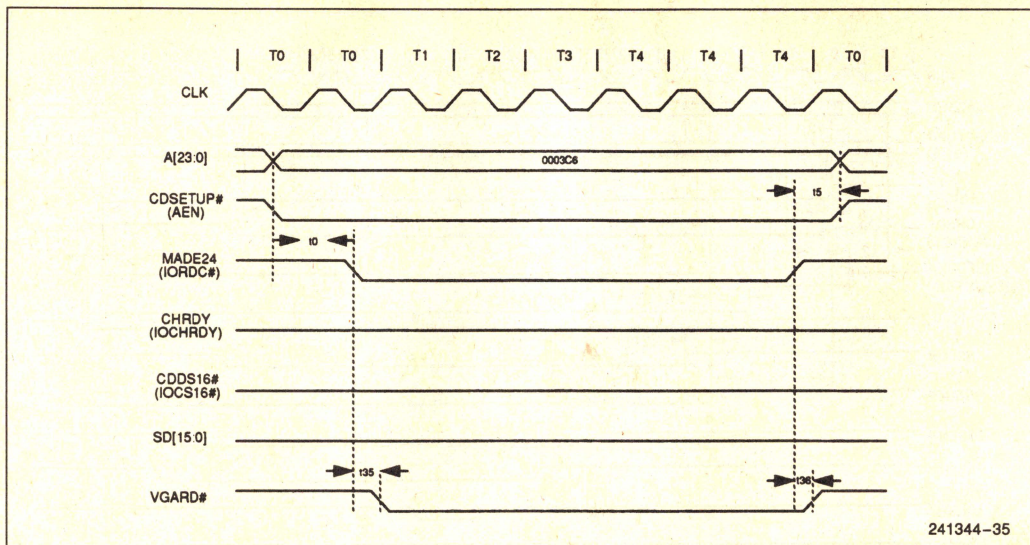 | T0 | T0 | T1 | T2 | T3 | T4 | T4 | T4 | T0 |
CLK
A[23:0]
0003C6
CDSETUP#
(AEN)
t5
t0
MADE24
(IORDC#)
CHRDY
(IOCHRDY)
CDDS16#
(IOCS16#)
SD[15:0]
t35
t36
VGARD#
241344-35